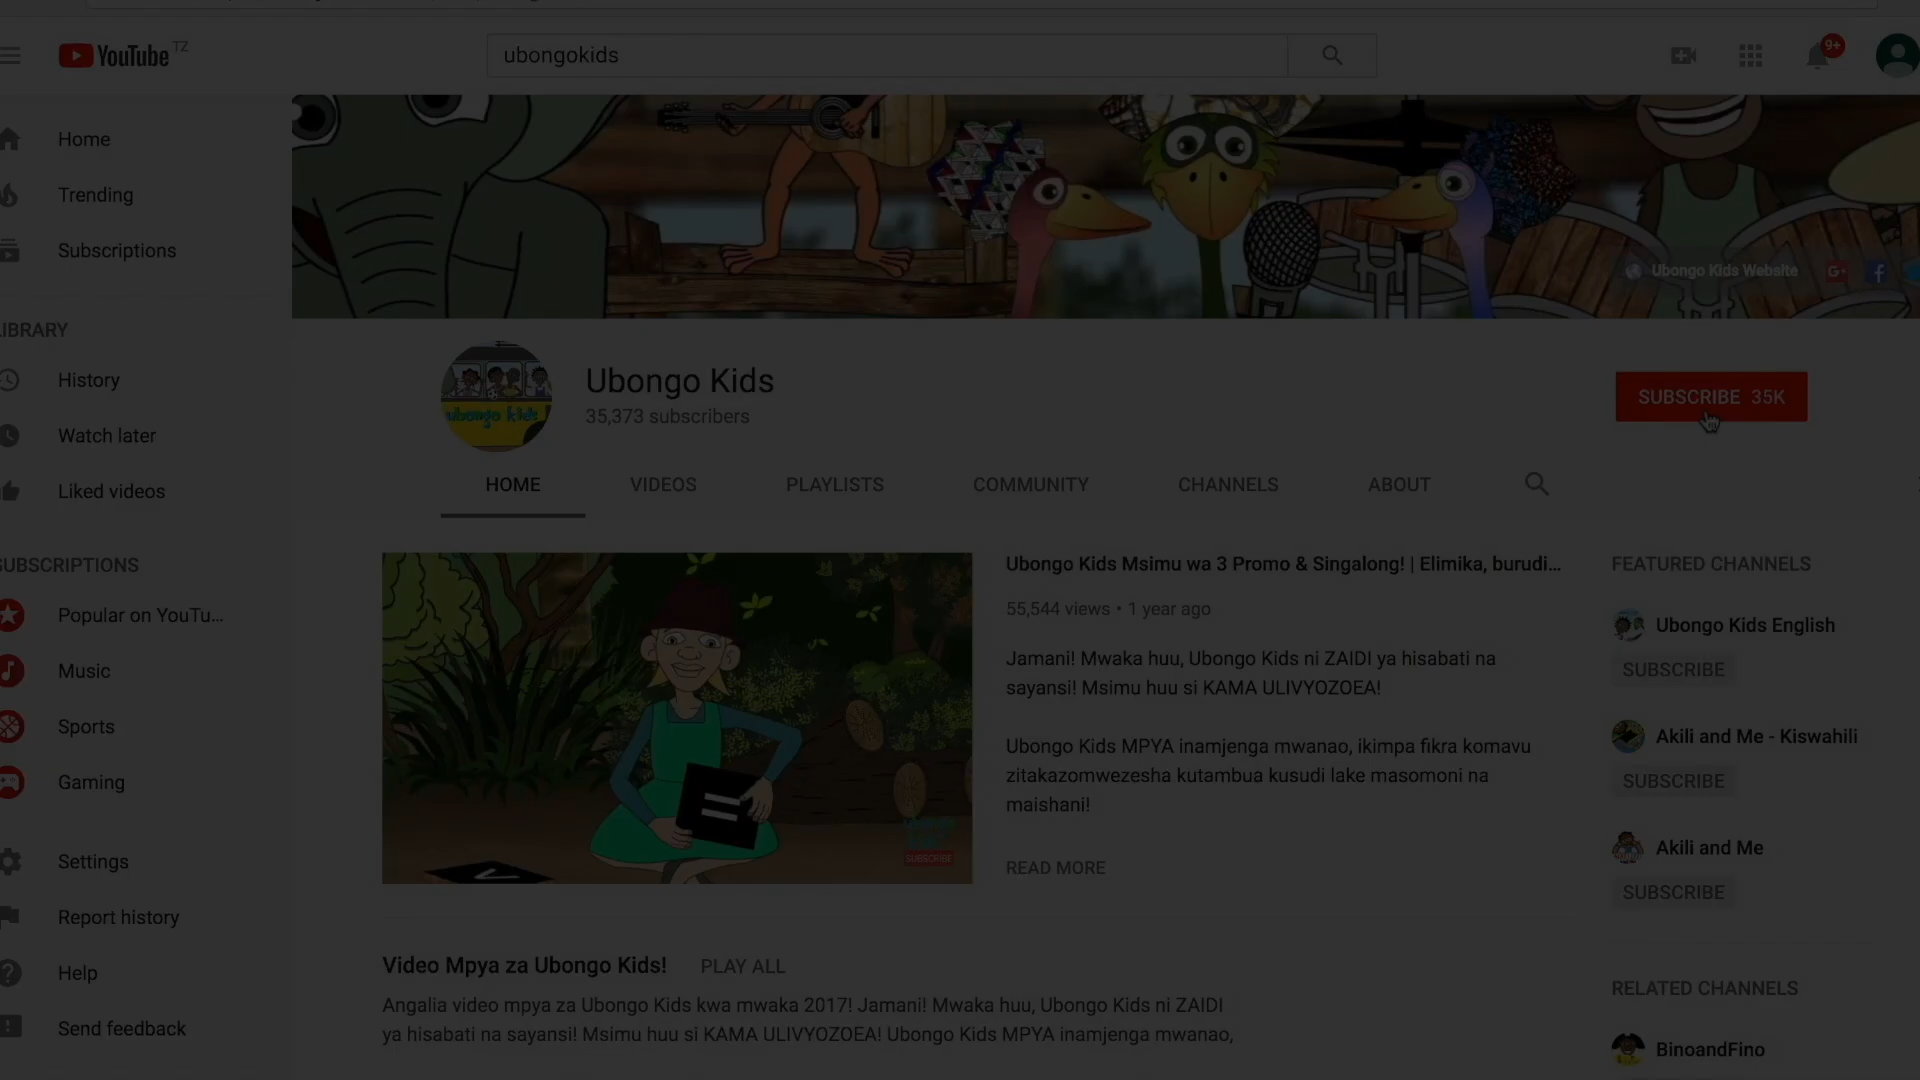 YouTube TZ
ubongokids
9+
Home
Trending
Subscriptions
Ubongo Kids Website
G+ f
LIBRARY
History
Watch later
Liked videos
ubongo kids
Ubongo Kids
35,373 subscribers
SUBSCRIBE 35K
HOME VIDEOS PLAYLISTS COMMUNITY CHANNELS ABOUT
SUBSCRIPTIONS
Popular on YouTu...
Music
Sports
Gaming
Settings
Report history
Help
Send feedback
SUBSCRIBE
Ubongo Kids Msimu wa 3 Promo & Singalong! | Elimika, burudi...
55,544 views • 1 year ago
Jamani! Mwaka huu, Ubongo Kids ni ZAIDI ya hisabati na
sayansi! Msimu huu si KAMA ULIVYOZOEA!
Ubongo Kids MPYA inamjenga mwanao, ikimpa fikra komavu
zitakazomwezesha kutambua kusudi lake masomoni na
maishani!
READ MORE
FEATURED CHANNELS
Ubongo Kids English
SUBSCRIBE
Akili and Me - Kiswahili
SUBSCRIBE
Akili and Me
SUBSCRIBE
RELATED CHANNELS
BinoandFino
Video Mpya za Ubongo Kids! PLAY ALL
Angalia video mpya za Ubongo Kids kwa mwaka 2017! Jamani! Mwaka huu, Ubongo Kids ni ZAIDI
ya hisabati na sayansi! Msimu huu si KAMA ULIVYOZOEA! Ubongo Kids MPYA inamjenga mwanao,